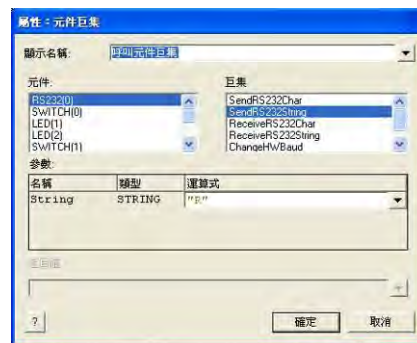 屬性：元件巨集
顯示名稱:
呼叫元件巨集
元件:
巨集
RS232(0)
SWITCH(0)
LED(1)
LED(2)
SWITCH(1)
SendRS232Char
SendRS232String
ReceiveRS232Char
ReceiveRS232String
ChangeHWBaud
參數:
名稱 類型 運算式
String STRING "R"
?
確定
取消